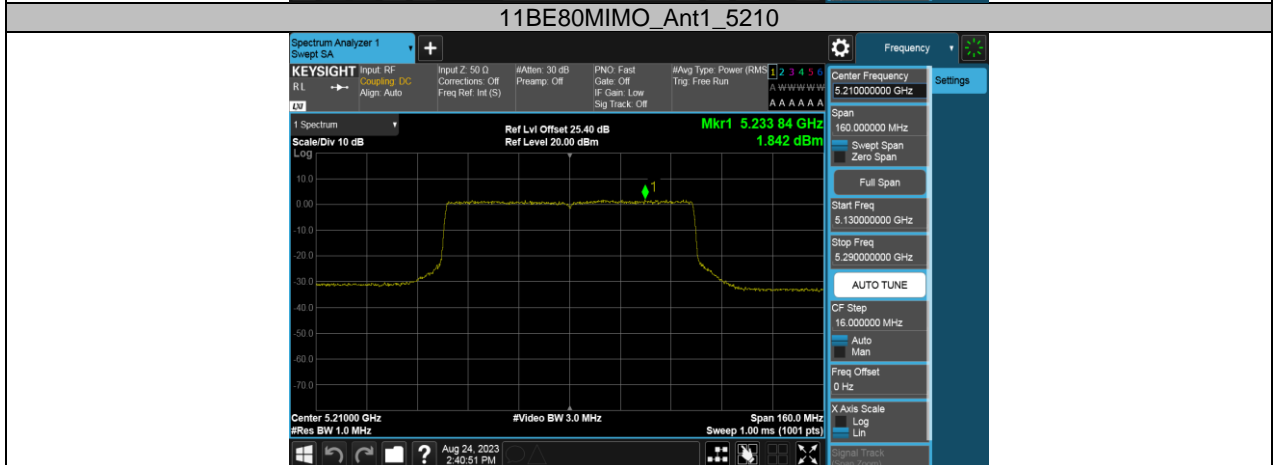 11BE80MIMO_Ant1_5210
Spectrum Analyzer 1
Swept SA
Frequency
KEYSIGHT
RL
Input: RF
Coupling: DC
Align: Auto
Input Z: 50 Ω
Corrections: Off
Freq Ref: Int (S)
#Atten: 30 dB
Preamp: Off
PNO: Fast
Gate: Off
IF Gain: Low
Sig Track: Off
#Avg Type: Power (RMS
Trig: Free Run
1 2 3 4 5 6
A W W W W W
A A A A A A
1 Spectrum
Scale/Div 10 dB
Log
Ref Lvl Offset 25.40 dB
Ref Level 20.00 dBm
Mkr1 5.233 84 GHz
1.842 dBm
1
10.0
0.00
-10.0
-20.0
-30.0
-40.0
-50.0
-60.0
-70.0
Center 5.21000 GHz
#Res BW 1.0 MHz
#Video BW 3.0 MHz
Span 160.0 MHz
Sweep 1.00 ms (1001 pts)
Aug 24, 2023
2:40:51 PM
Center Frequency
5.210000000 GHz
Settings
Span
160.000000 MHz
Swept Span
Zero Span
Full Span
Start Freq
5.130000000 GHz
Stop Freq
5.290000000 GHz
AUTO TUNE
CF Step
16.000000 MHz
Auto
Man
Freq Offset
0 Hz
X Axis Scale
Log
Lin
Signal Track